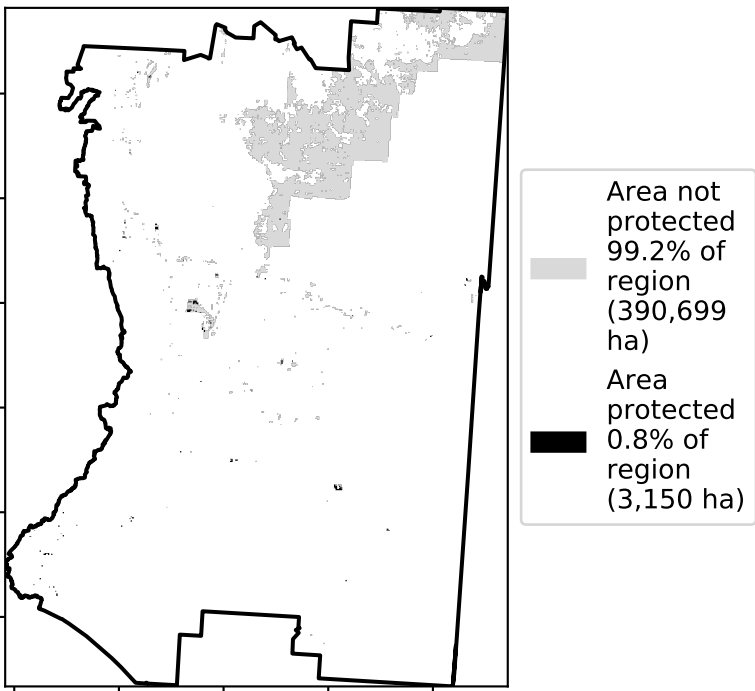 Area not
protected
99.2% of
region
(390,699
ha)
Area
protected
0.8% of
region
(3,150 ha)